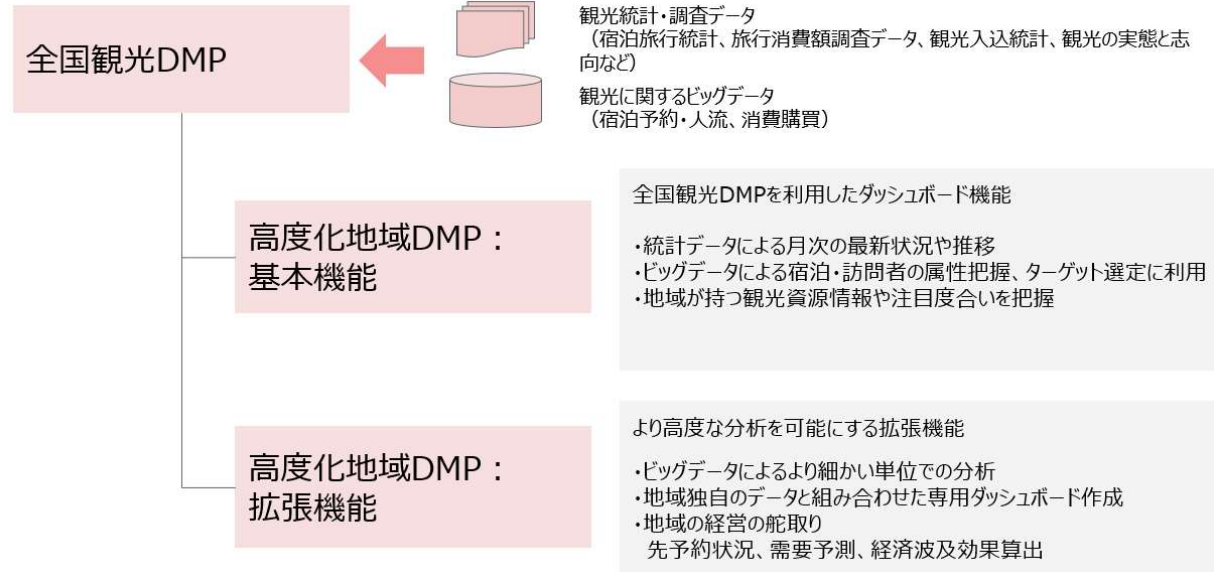 全国観光DMP
観光統計・調査データ
（宿泊旅行統計、旅行消費額調査データ、観光入込統計、観光の実態と志
向など）
観光に関するビッグデータ
（宿泊予約・人流、消費購買）
高度化地域DMP：
基本機能
全国観光DMPを利用したダッシュボード機能
・統計データによる月次の最新状況や推移
・ビッグデータによる宿泊・訪問者の属性把握、ターゲット選定に利用
・地域が持つ観光資源情報や注目度合いを把握
高度化地域DMP：
拡張機能
より高度な分析を可能にする拡張機能
・ビッグデータによるより細かい単位での分析
・地域独自のデータと組み合わせた専用ダッシュボード作成
・地域の経営の舵取り
先予約状況、需要予測、経済波及効果算出